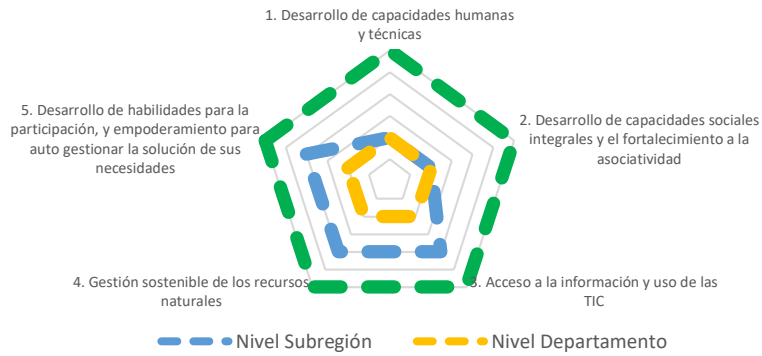 1. Desarrollo de capacidades humanas
y técnicas
2. Desarrollo de capacidades sociales
integrales y el fortalecimiento a la
asociatividad
3. Acceso a la información y uso de las
TIC
4. Gestión sostenible de los recursos
naturales
5. Desarrollo de habilidades para la
participación, y empoderamiento para
auto gestionar la solución de sus
necesidades
Nivel Subregión
Nivel Departamento